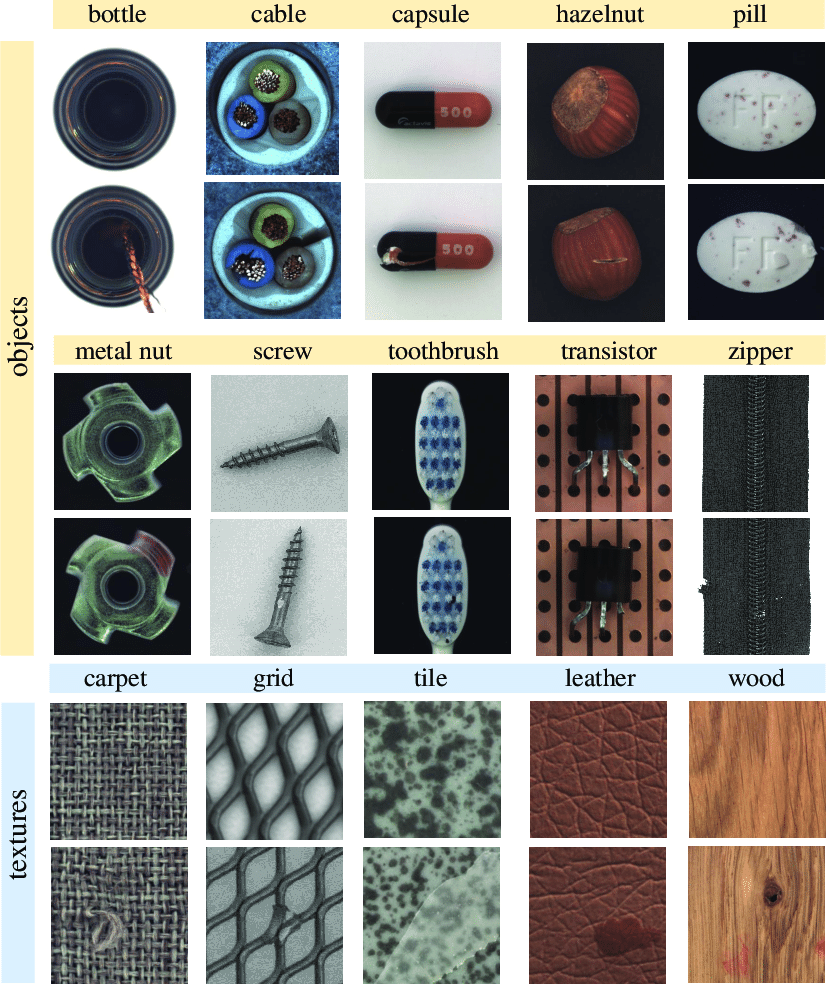 bottle cable capsule hazelnut pill
500
FF
500
FF
objects
metal nut screw toothbrush transistor zipper
carpet grid tile leather wood
textures